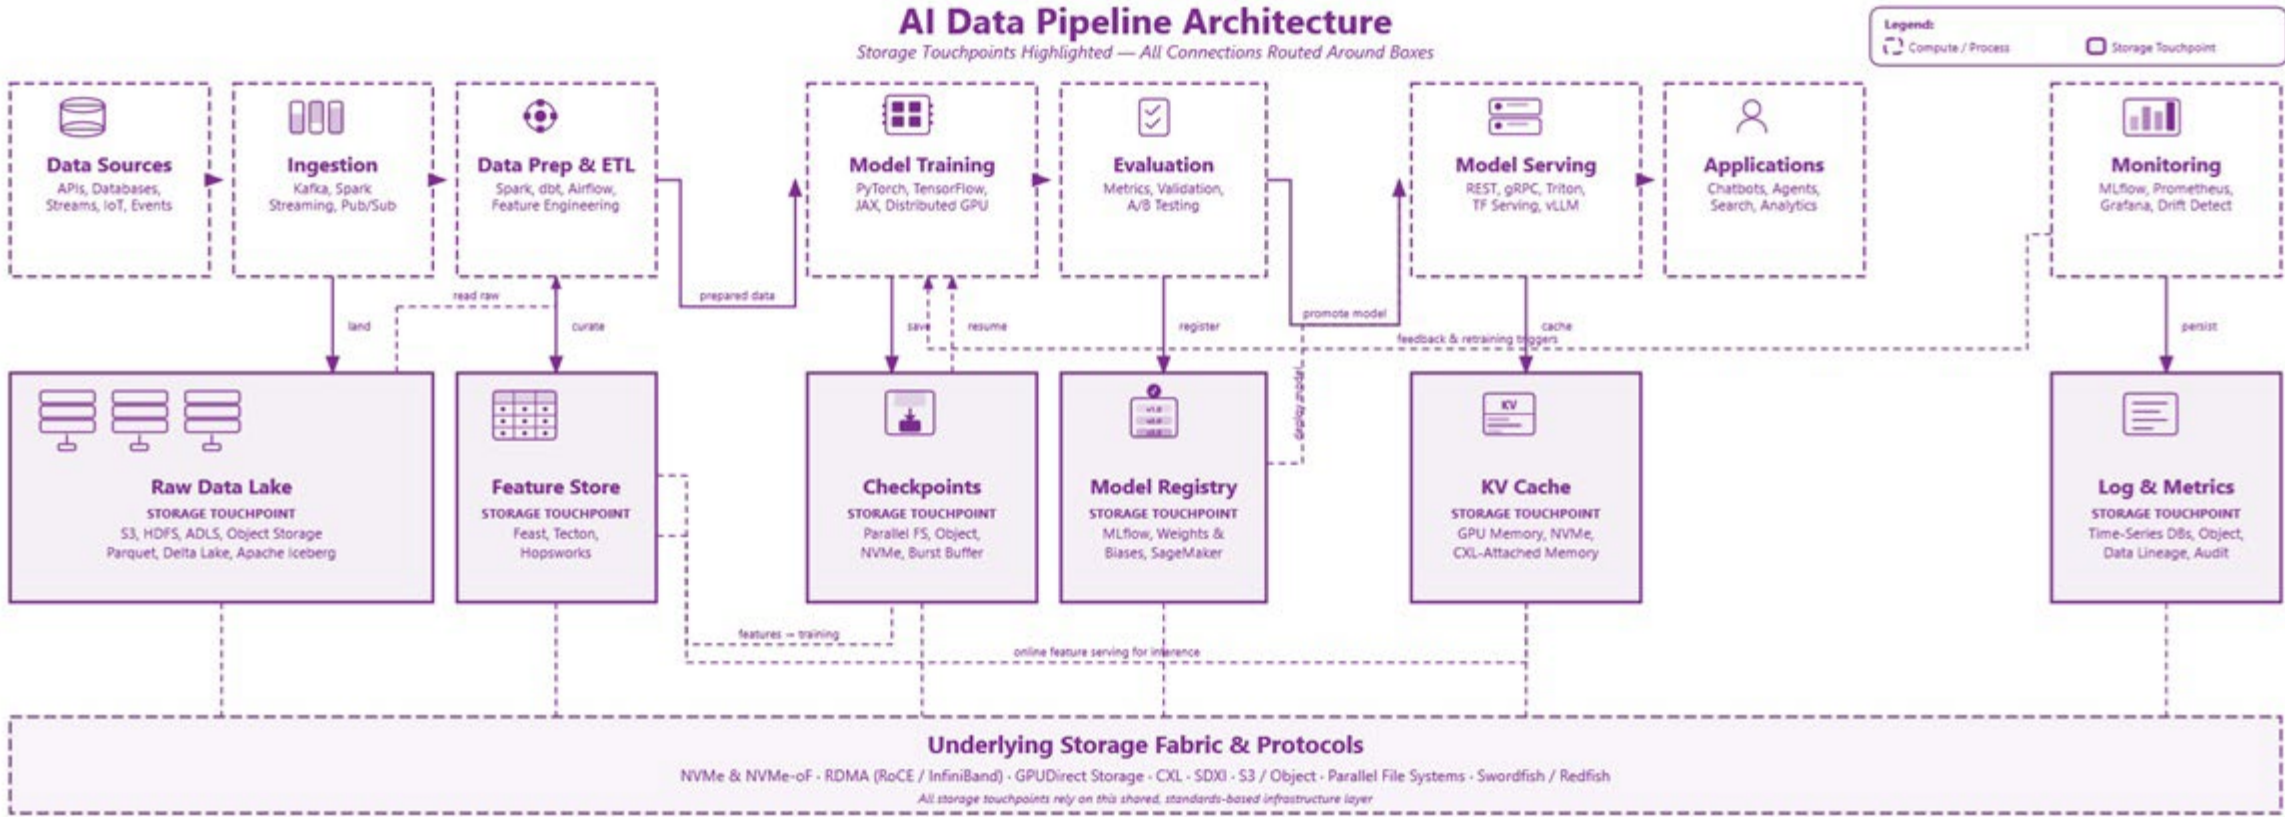 AI Data Pipeline Architecture
Storage Touchpoints Highlighted — All Connections Routed Around Boxes
Legend:
Compute / Process
Storage Touchpoint
Data Sources
APIs, Databases,
Streams, IoT, Events
Ingestion
Kafka, Spark
Streaming, Pub/Sub
Data Prep & ETL
Spark, dbt, Airflow,
Feature Engineering
Model Training
PyTorch, TensorFlow,
JAX, Distributed GPU
Evaluation
Metrics, Validation,
A/B Testing
Model Serving
REST, gRPC, Triton,
TF Serving, vLLM
Applications
Chatbots, Agents,
Search, Analytics
Monitoring
MLflow, Prometheus,
Grafana, Drift Detect
read raw
prepared data
land
curate
save
resume
register
promote model
cache
feedback & retraining triggers
persist
deploy model
Raw Data Lake
STORAGE TOUCHPOINT
S3, HDFS, ADLS, Object Storage
Parquet, Delta Lake, Apache Iceberg
Feature Store
STORAGE TOUCHPOINT
Feast, Tecton,
Hopsworks
Checkpoints
STORAGE TOUCHPOINT
Parallel FS, Object,
NVMe, Burst Buffer
v1.0
v2.0
v3.0
Model Registry
STORAGE TOUCHPOINT
MLflow, Weights &
Biases, SageMaker
KV
KV Cache
STORAGE TOUCHPOINT
GPU Memory, NVMe,
CXL-Attached Memory
Log & Metrics
STORAGE TOUCHPOINT
Time-Series DBs, Object,
Data Lineage, Audit
features → training
online feature serving for inference
Underlying Storage Fabric & Protocols
NVMe & NVMe-oF · RDMA (RoCE / InfiniBand) · GPUDirect Storage · CXL · SDXI · S3 / Object · Parallel File Systems · Swordfish / Redfish
All storage touchpoints rely on this shared, standards-based infrastructure layer